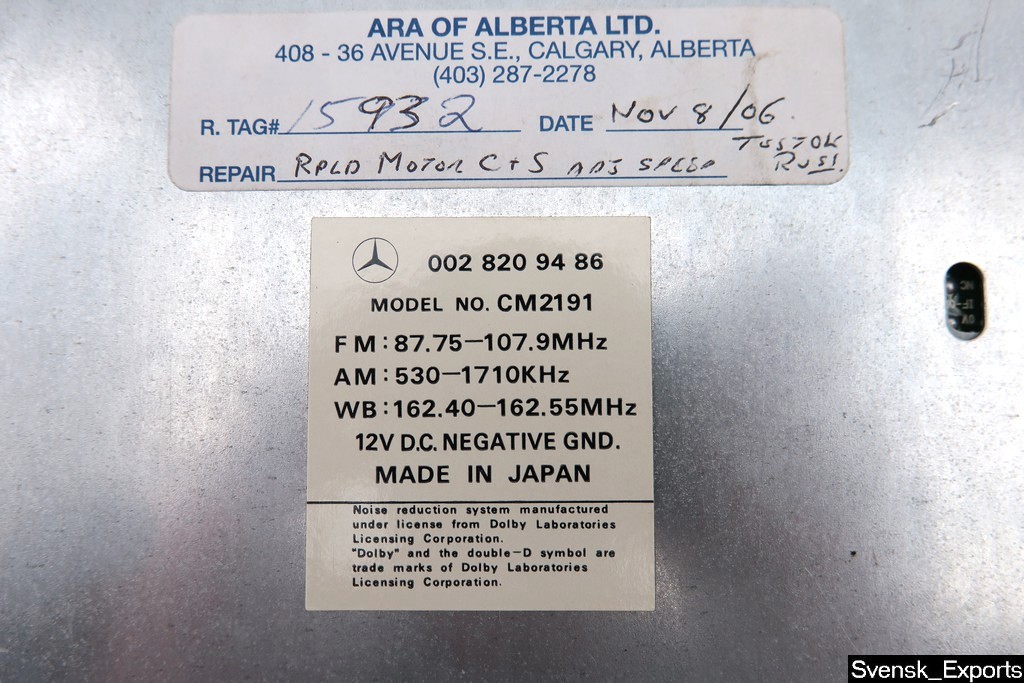 ARA OF ALBERTA LTD.
408 - 36 AVENUE S.E., CALGARY, ALBERTA
(403) 287-2278
R. TAG# 15932 DATE Nov 8/06.
REPAIR RPLD MOTOR C+S ADJ SPEED TEST OK
RUSS.
002 820 94 86
MODEL NO. CM2191
FM: 87.75—107.9MHz
AM: 530—1710KHz
WB: 162.40—162.55MHz
12V D.C. NEGATIVE GND.
MADE IN JAPAN
Noise reduction system manufactured
under license from Dolby Laboratories
Licensing Corporation.
"Dolby" and the double-D symbol are
trade marks of Dolby Laboratories
Licensing Corporation.
Svensk_Exports